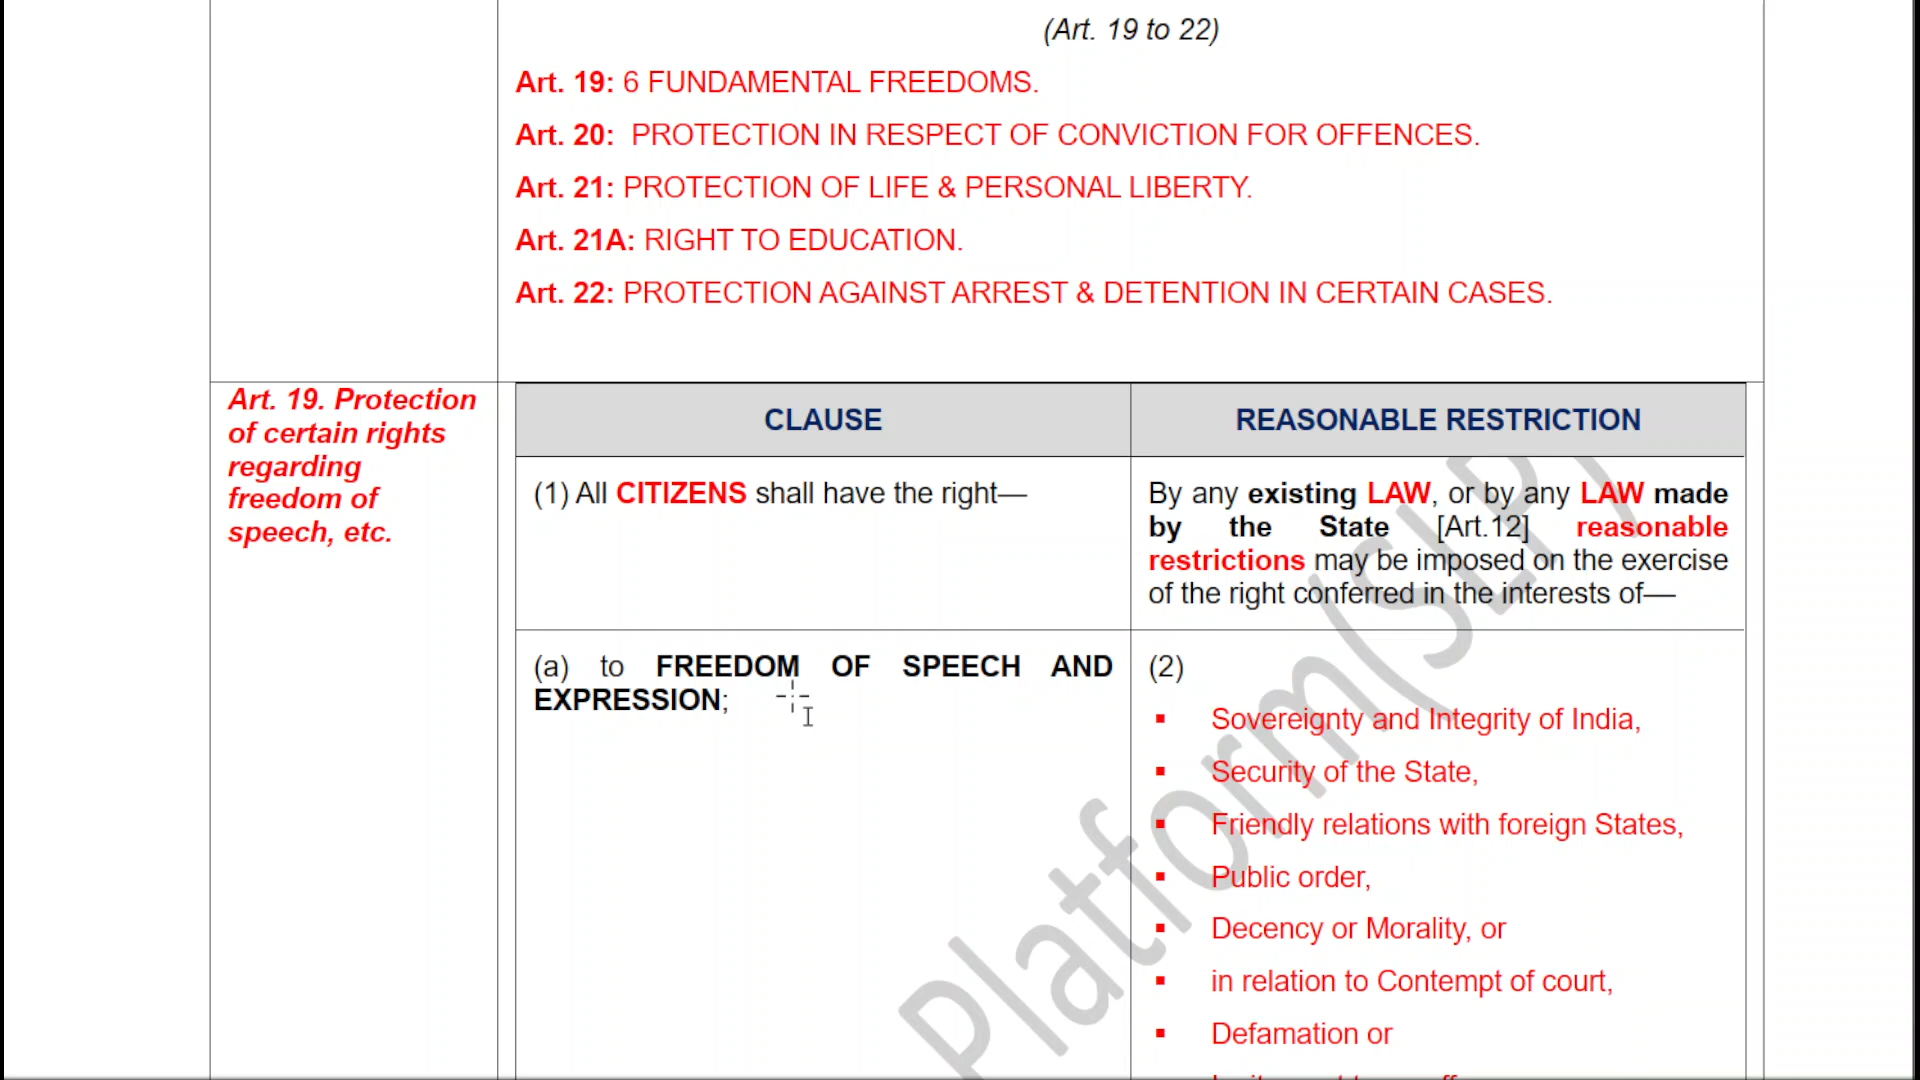 (Art. 19 to 22)
Art. 19: 6 FUNDAMENTAL FREEDOMS.
Art. 20: PROTECTION IN RESPECT OF CONVICTION FOR OFFENCES.
Art. 21: PROTECTION OF LIFE & PERSONAL LIBERTY.
Art. 21A: RIGHT TO EDUCATION.
Art. 22: PROTECTION AGAINST ARREST & DETENTION IN CERTAIN CASES.
Art. 19. Protection
of certain rights
regarding
freedom of
speech, etc.
CLAUSE
REASONABLE RESTRICTION
(1) All CITIZENS shall have the right—
By any existing LAW, or by any LAW made
by the State [Art.12] reasonable
restrictions may be imposed on the exercise
of the right conferred in the interests of—
(a) to FREEDOM OF SPEECH AND
EXPRESSION;
(2)
▪ Sovereignty and Integrity of India,
▪ Security of the State,
▪ Friendly relations with foreign States,
▪ Public order,
▪ Decency or Morality, or
▪ in relation to Contempt of court,
▪ Defamation or
Platform(SLP)